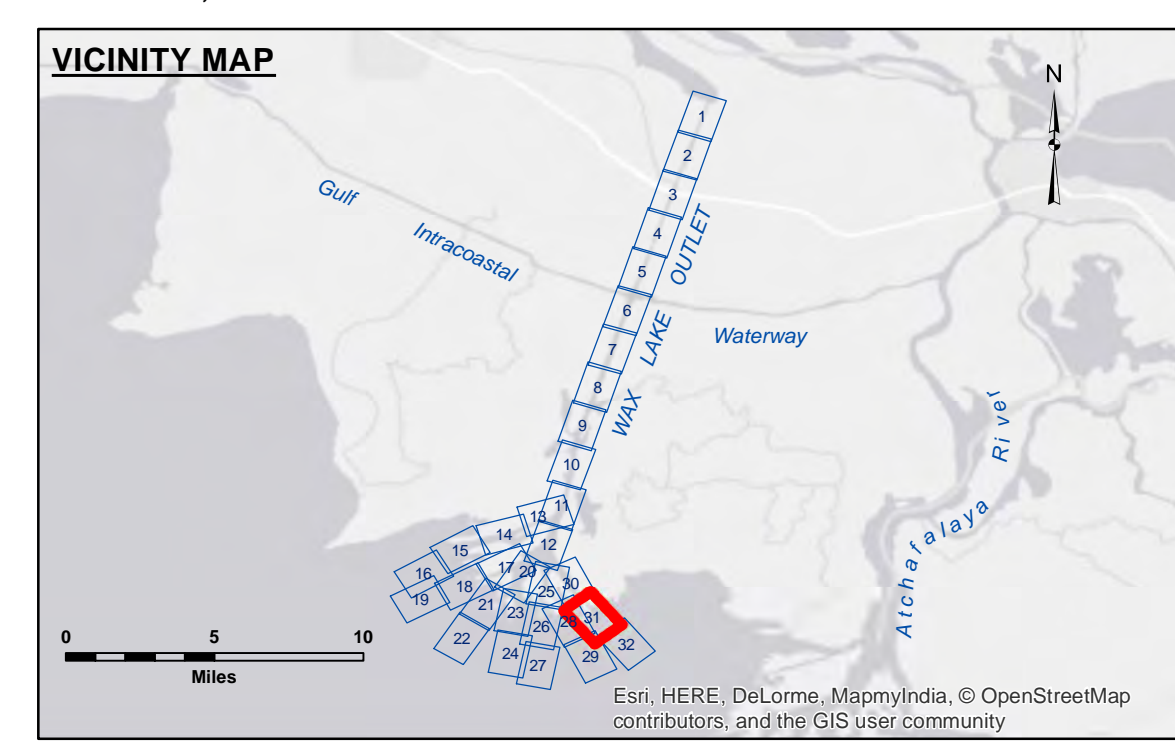 VICINITY MAP
N
1
2
3
4
5
6
7
8
9
10
11
13
12
14
15
16
17
20
18
19
21
25
30
23
22
26
28
31
24
27
29
32
Gulf
Intracoastal
Waterway
WAX LAKE OUTLET
Atchafalaya River
0 5 10
Miles
Esri, HERE, DeLorme, MapmyIndia, © OpenStreetMap
contributors, and the GIS user community